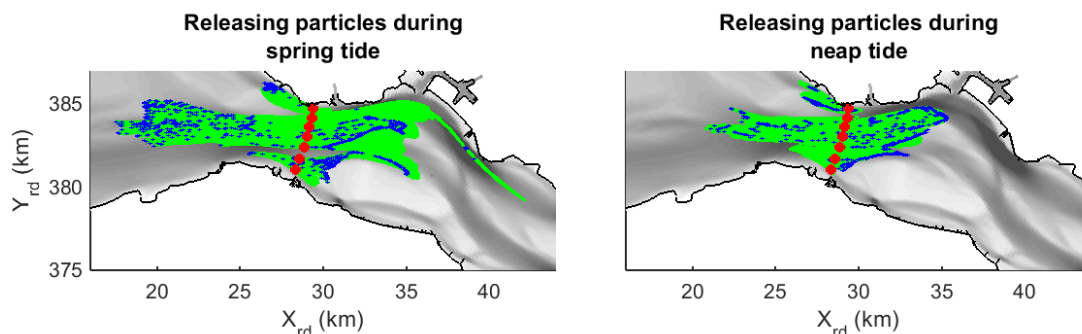 Releasing particles during
spring tide
385
380
375
Y_rd (km)
20 25 30 35 40
X_rd (km)
Releasing particles during
neap tide
20 25 30 35 40
X_rd (km)